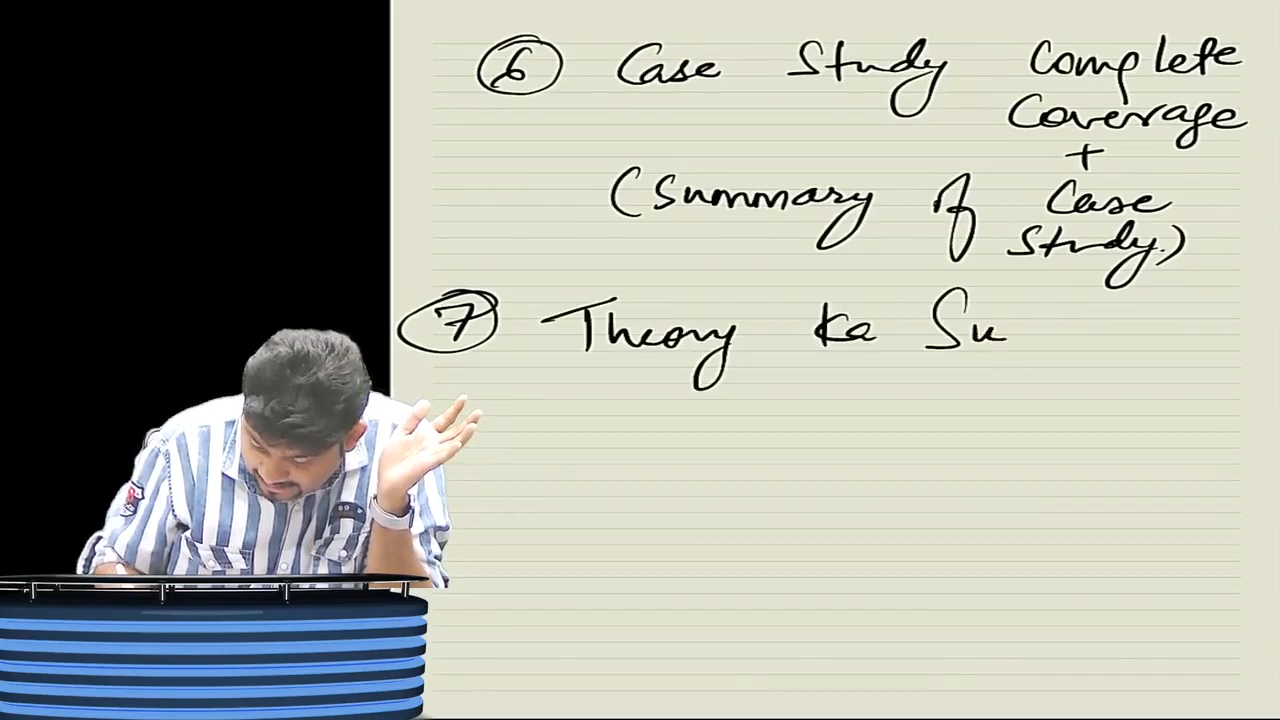 6 Case Study Complete
Coverage
+
(Summary of Case
Study.)
7 Theory Ka Su